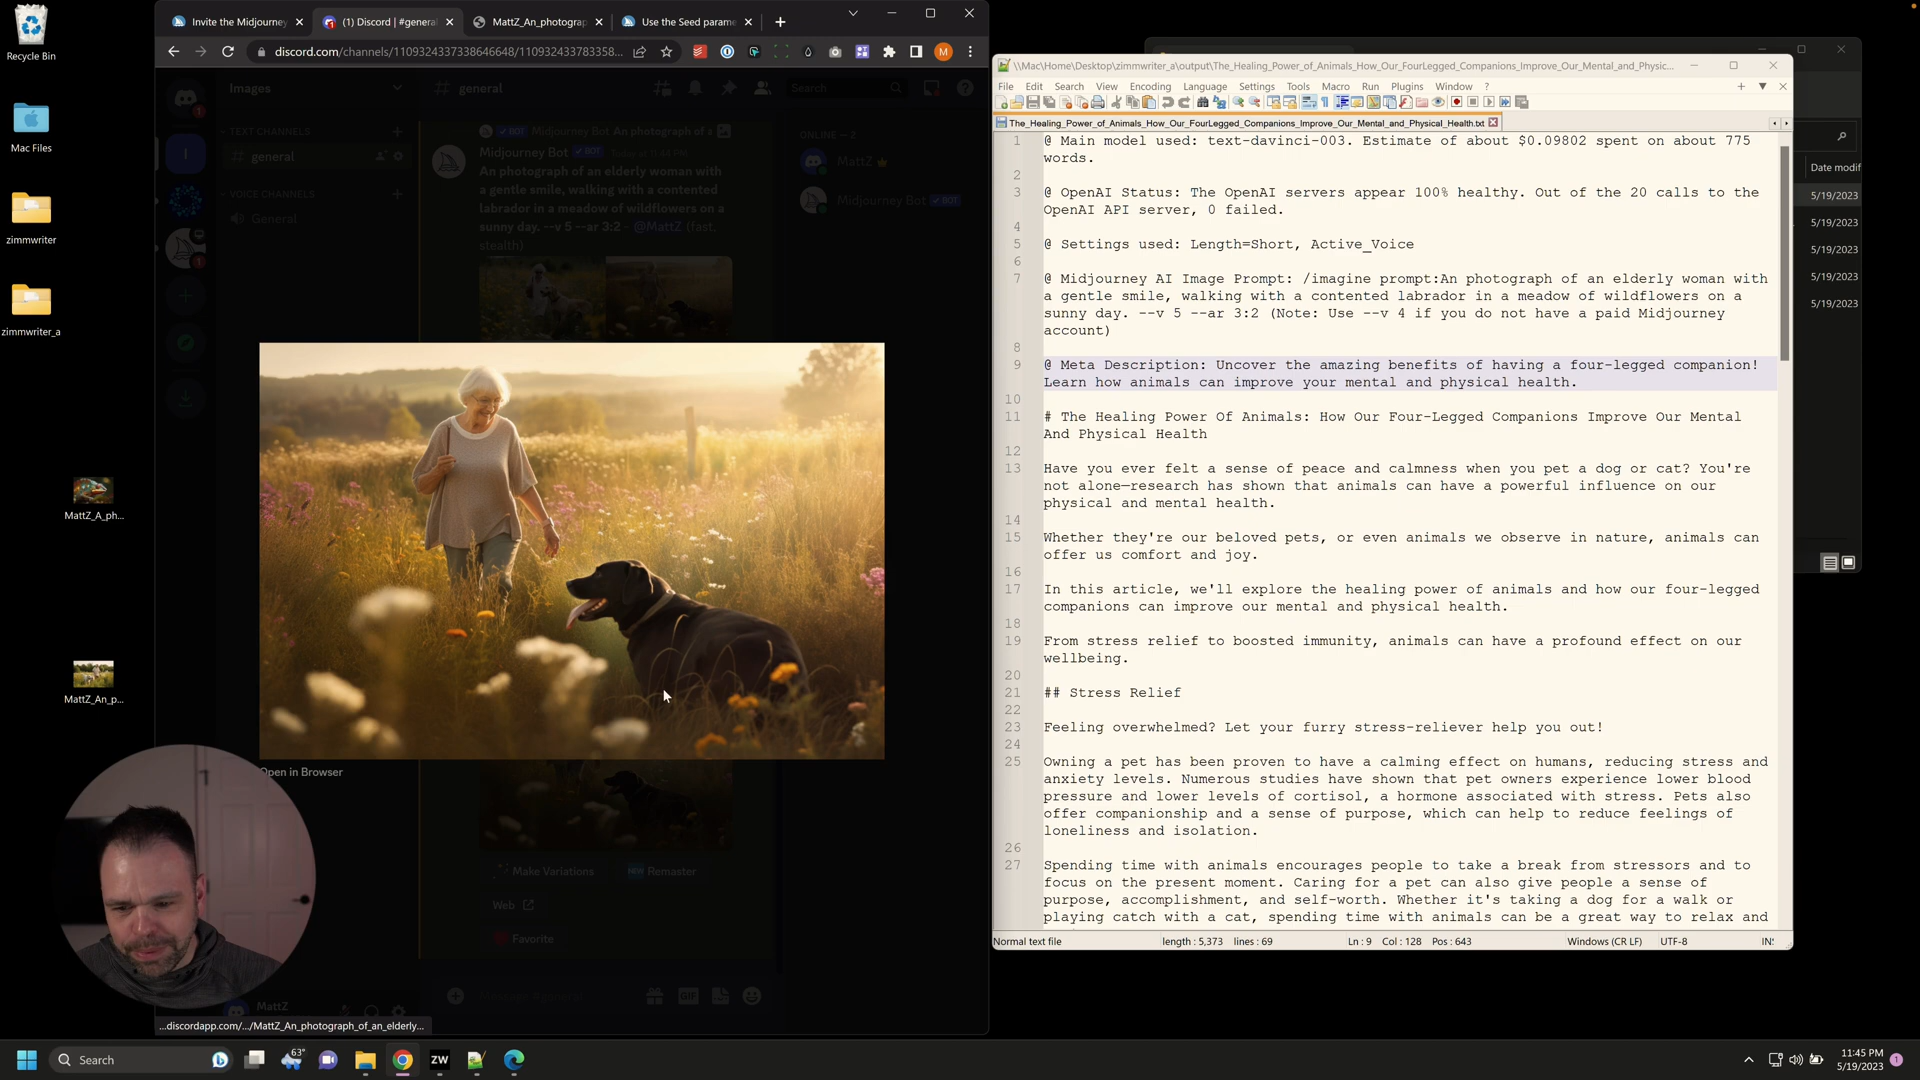 Recycle Bin
Mac Files
zimmwriter
zimmwriter_a
MattZ_A_ph...
MattZ_An_p...
Invite the Midjourney
(1) Discord | #genera
MattZ_An_photograp
Use the Seed parame
discord.com/channels/1109324337338646648/110932433783358...
Images
general
Search
TEXT CHANNELS
general
VOICE CHANNELS
General
BOT Midjourney Bot An photograph of
Midjourney Bot BOT Today at 11:44 PM
An photograph of an elderly woman with
a gentle smile, walking with a contented
labrador in a meadow of wildflowers on a
sunny day. --v 5 --ar 3:2 - @MattZ (fast,
stealth)
ONLINE — 2
MattZ
Midjourney Bot BOT
Open in Browser
Make Variations
Remaster
Web
Favorite
MattZ
...discordapp.com/.../MattZ_An_photograph_of_an_elderly...
\\Mac\Home\Desktop\zimmwriter_a\output\The_Healing_Power_of_Animals_How_Our_FourLegged_Companions_Improve_Our_Mental_and_Physic...
File Edit Search View Encoding Language Settings Tools Macro Run Plugins Window ?
The_Healing_Power_of_Animals_How_Our_FourLegged_Companions_Improve_Our_Mental_and_Physical_Health.txt
1 @ Main model used: text-davinci-003. Estimate of about $0.09802 spent on about 775
words.
2
3 @ OpenAI Status: The OpenAI servers appear 100% healthy. Out of the 20 calls to the
OpenAI API server, 0 failed.
4
5 @ Settings used: Length=Short, Active_Voice
6
7 @ Midjourney AI Image Prompt: /imagine prompt:An photograph of an elderly woman with
a gentle smile, walking with a contented labrador in a meadow of wildflowers on a
sunny day. --v 5 --ar 3:2 (Note: Use --v 4 if you do not have a paid Midjourney
account)
8
9 @ Meta Description: Uncover the amazing benefits of having a four-legged companion!
Learn how animals can improve your mental and physical health.
10
11 # The Healing Power Of Animals: How Our Four-Legged Companions Improve Our Mental
And Physical Health
12
13 Have you ever felt a sense of peace and calmness when you pet a dog or cat? You're
not alone—research has shown that animals can have a powerful influence on our
physical and mental health.
14
15 Whether they're our beloved pets, or even animals we observe in nature, animals can
offer us comfort and joy.
16
17 In this article, we'll explore the healing power of animals and how our four-legged
companions can improve our mental and physical health.
18
19 From stress relief to boosted immunity, animals can have a profound effect on our
wellbeing.
20
21 ## Stress Relief
22
23 Feeling overwhelmed? Let your furry stress-reliever help you out!
24
25 Owning a pet has been proven to have a calming effect on humans, reducing stress and
anxiety levels. Numerous studies have shown that pet owners experience lower blood
pressure and lower levels of cortisol, a hormone associated with stress. Pets also
offer companionship and a sense of purpose, which can help to reduce feelings of
loneliness and isolation.
26
27 Spending time with animals encourages people to take a break from stressors and to
focus on the present moment. Caring for a pet can also give people a sense of
purpose, accomplishment, and self-worth. Whether it's taking a dog for a walk or
playing catch with a cat, spending time with animals can be a great way to relax and
Normal text file length : 5,373 lines : 69 Ln : 9 Col : 128 Pos : 643 Windows (CR LF) UTF-8 IN
Date modif
5/19/2023
5/19/2023
5/19/2023
5/19/2023
5/19/2023
Search
63°
ZW
11:45 PM
5/19/2023
1